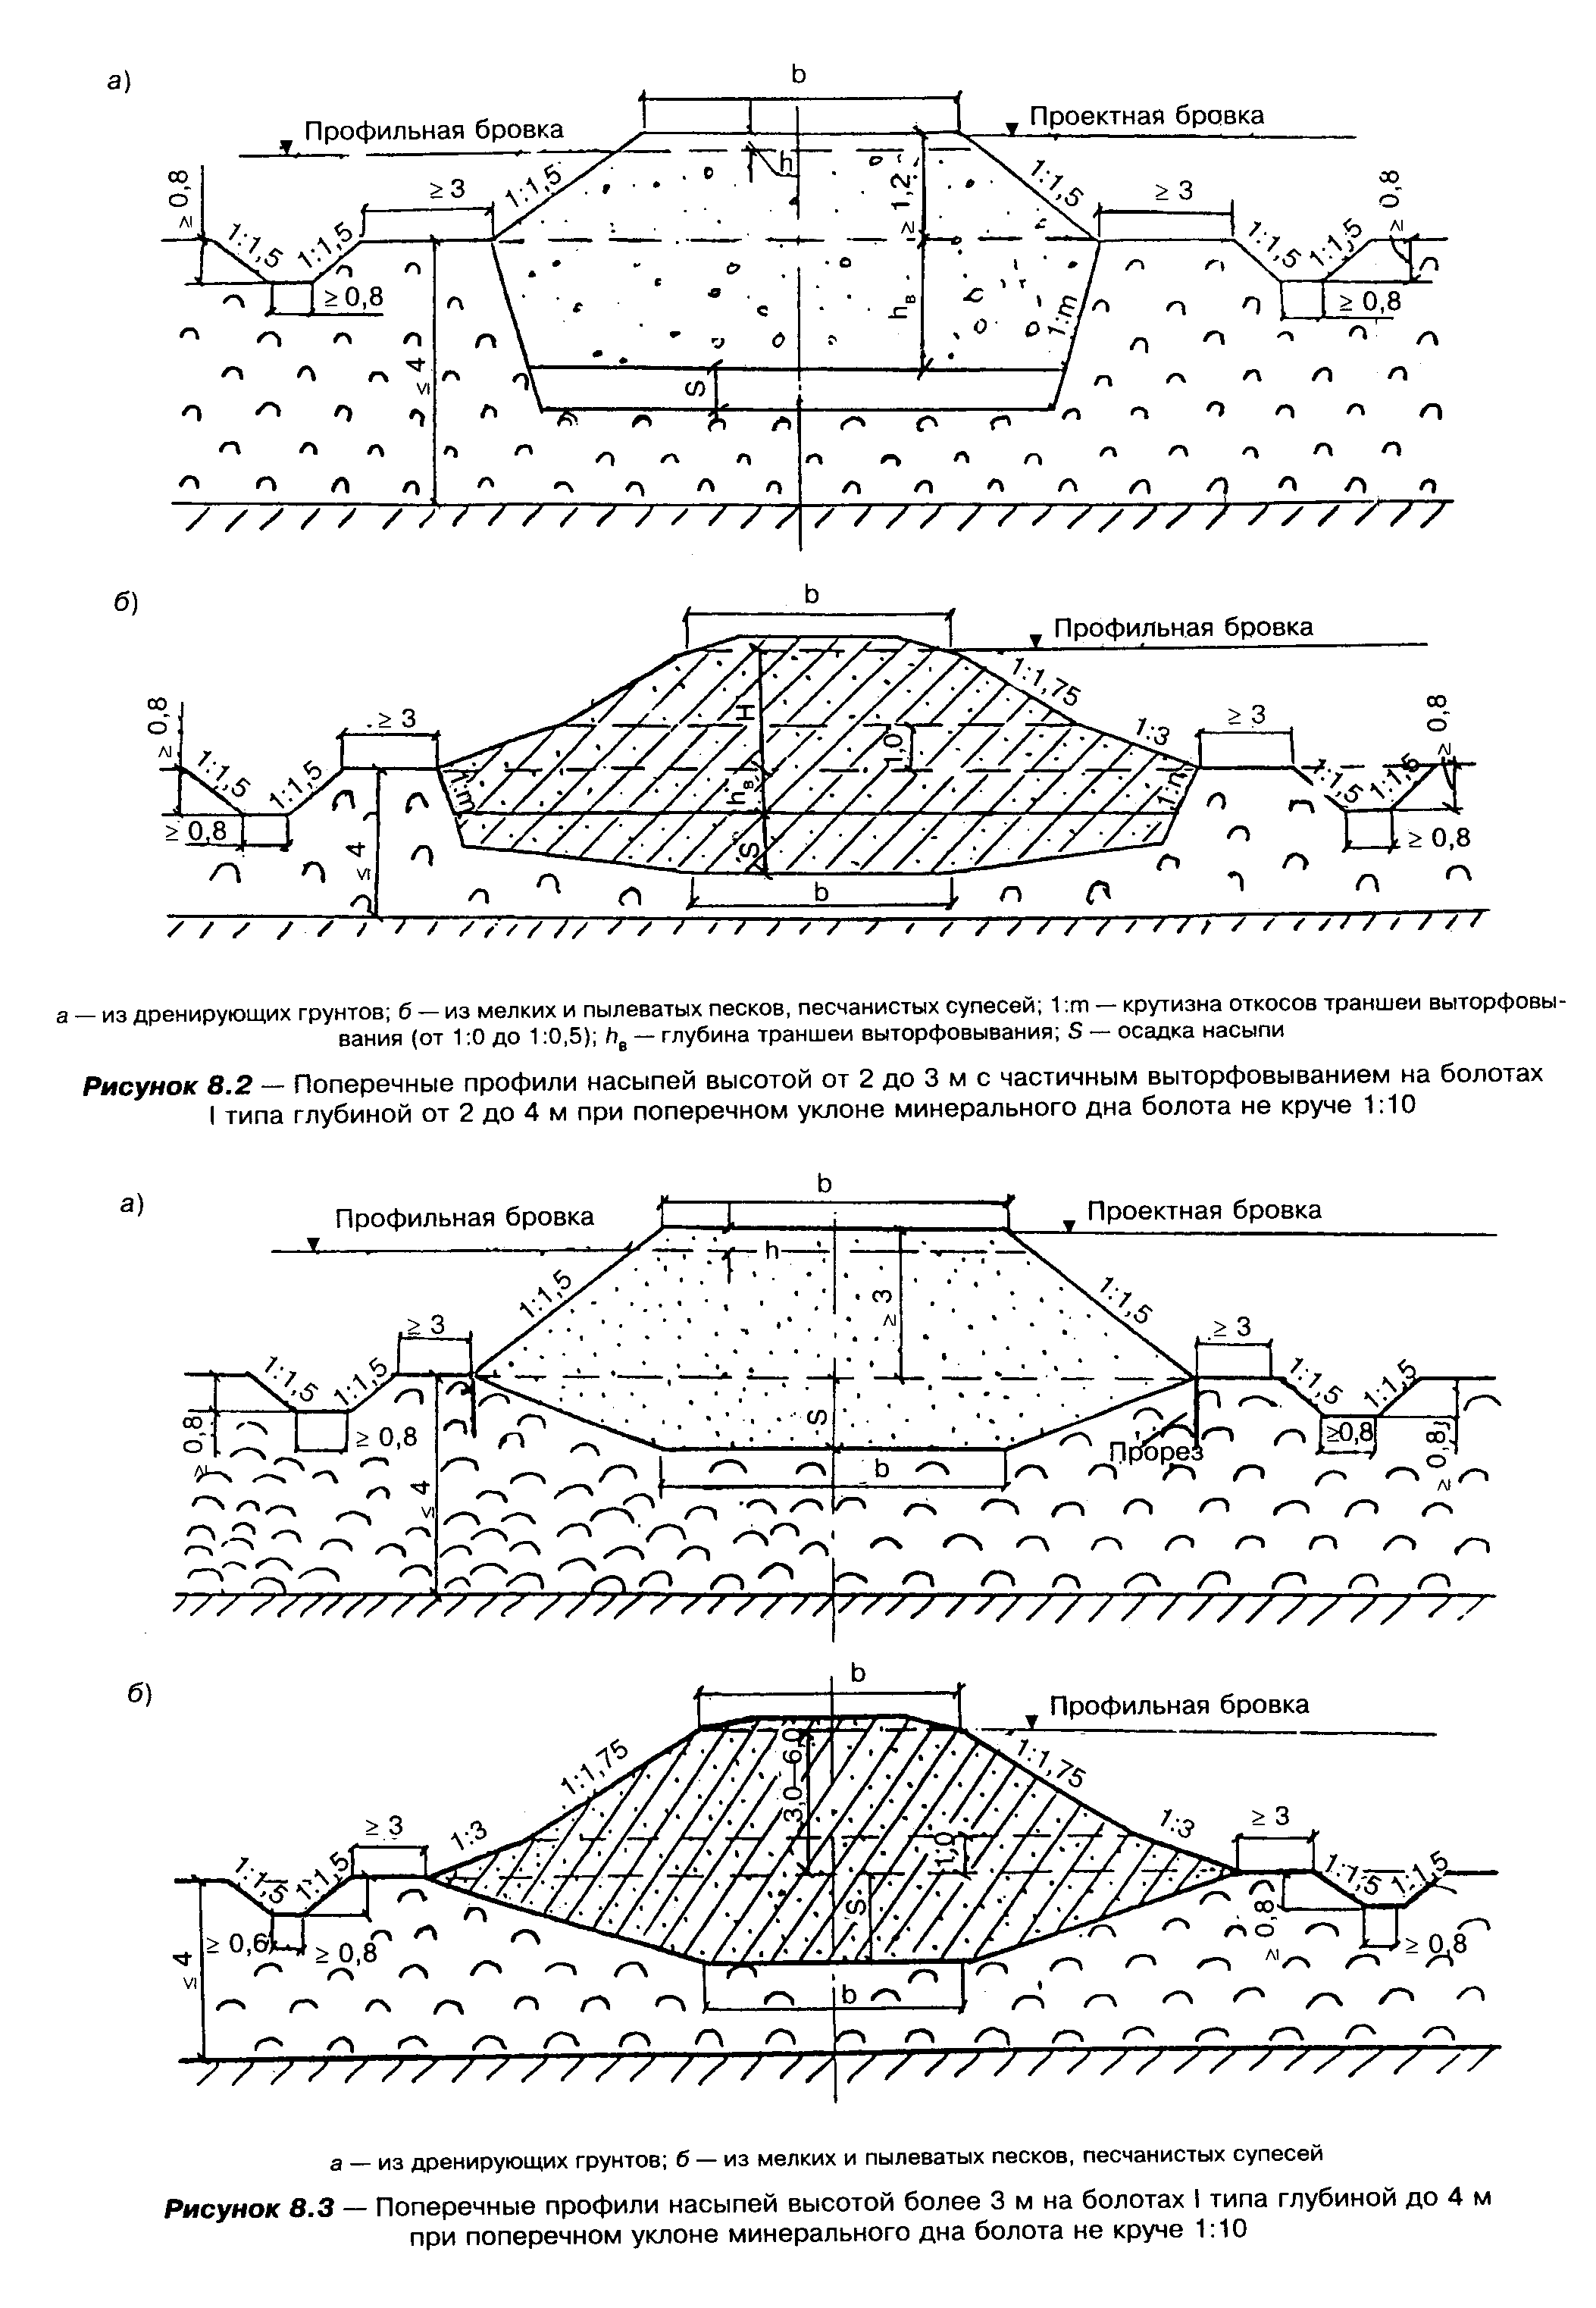 а)
b
Профильная бровка
Проектная бровка
h
≥ 0,8
≥ 3
1:1,5
≥ 1,2
1:1,5
≥ 3
≥ 0,8
1:1,5
1:1,5
1:1,5
1:1,5
≥ 0,8
h в
1:m
≥ 0,8
≤ 4
S
б)
b
Профильная бровка
1:1,75
≥ 0,8
≥ 3
H
1:3
≥ 3
≥ 0,8
1:1,5
1:1,5
1,0
1:1,5
1:1,5
1:m
hв
1:m
≥ 0,8
≤ 4
S
≥ 0,8
b
а — из дренирующих грунтов; б — из мелких и пылеватых песков, песчанистых супесей; 1:m — крутизна откосов траншеи выторфовы-
вания (от 1:0 до 1:0,5); hв — глубина траншеи выторфовывания; S — осадка насыпи
Рисунок 8.2 — Поперечные профили насыпей высотой от 2 до 3 м с частичным выторфовыванием на болотах
I типа глубиной от 2 до 4 м при поперечном уклоне минерального дна болота не круче 1:10
а)
b
Профильная бровка
Проектная бровка
h
1:1,5
≥ 3
1:1,5
≥ 3
≥ 3
1:1,5
1:1,5
1:1,5
1:1,5
≥ 0,8
≥ 0,8
S
Прорез
≥0,8
≥ 0,8
≤ 4
b
б)
b
Профильная бровка
1:1,75
3,0—6,0
1:1,75
≥ 3
1:3
1,0
1:3
≥ 3
1:1,5
1:1,5
1:1,5
1:1,5
≥ 0,6
≥ 0,8
S
≥ 0,8
≥ 0,8
≤ 4
b
а — из дренирующих грунтов; б — из мелких и пылеватых песков, песчанистых супесей
Рисунок 8.3 — Поперечные профили насыпей высотой более 3 м на болотах I типа глубиной до 4 м
при поперечном уклоне минерального дна болота не круче 1:10